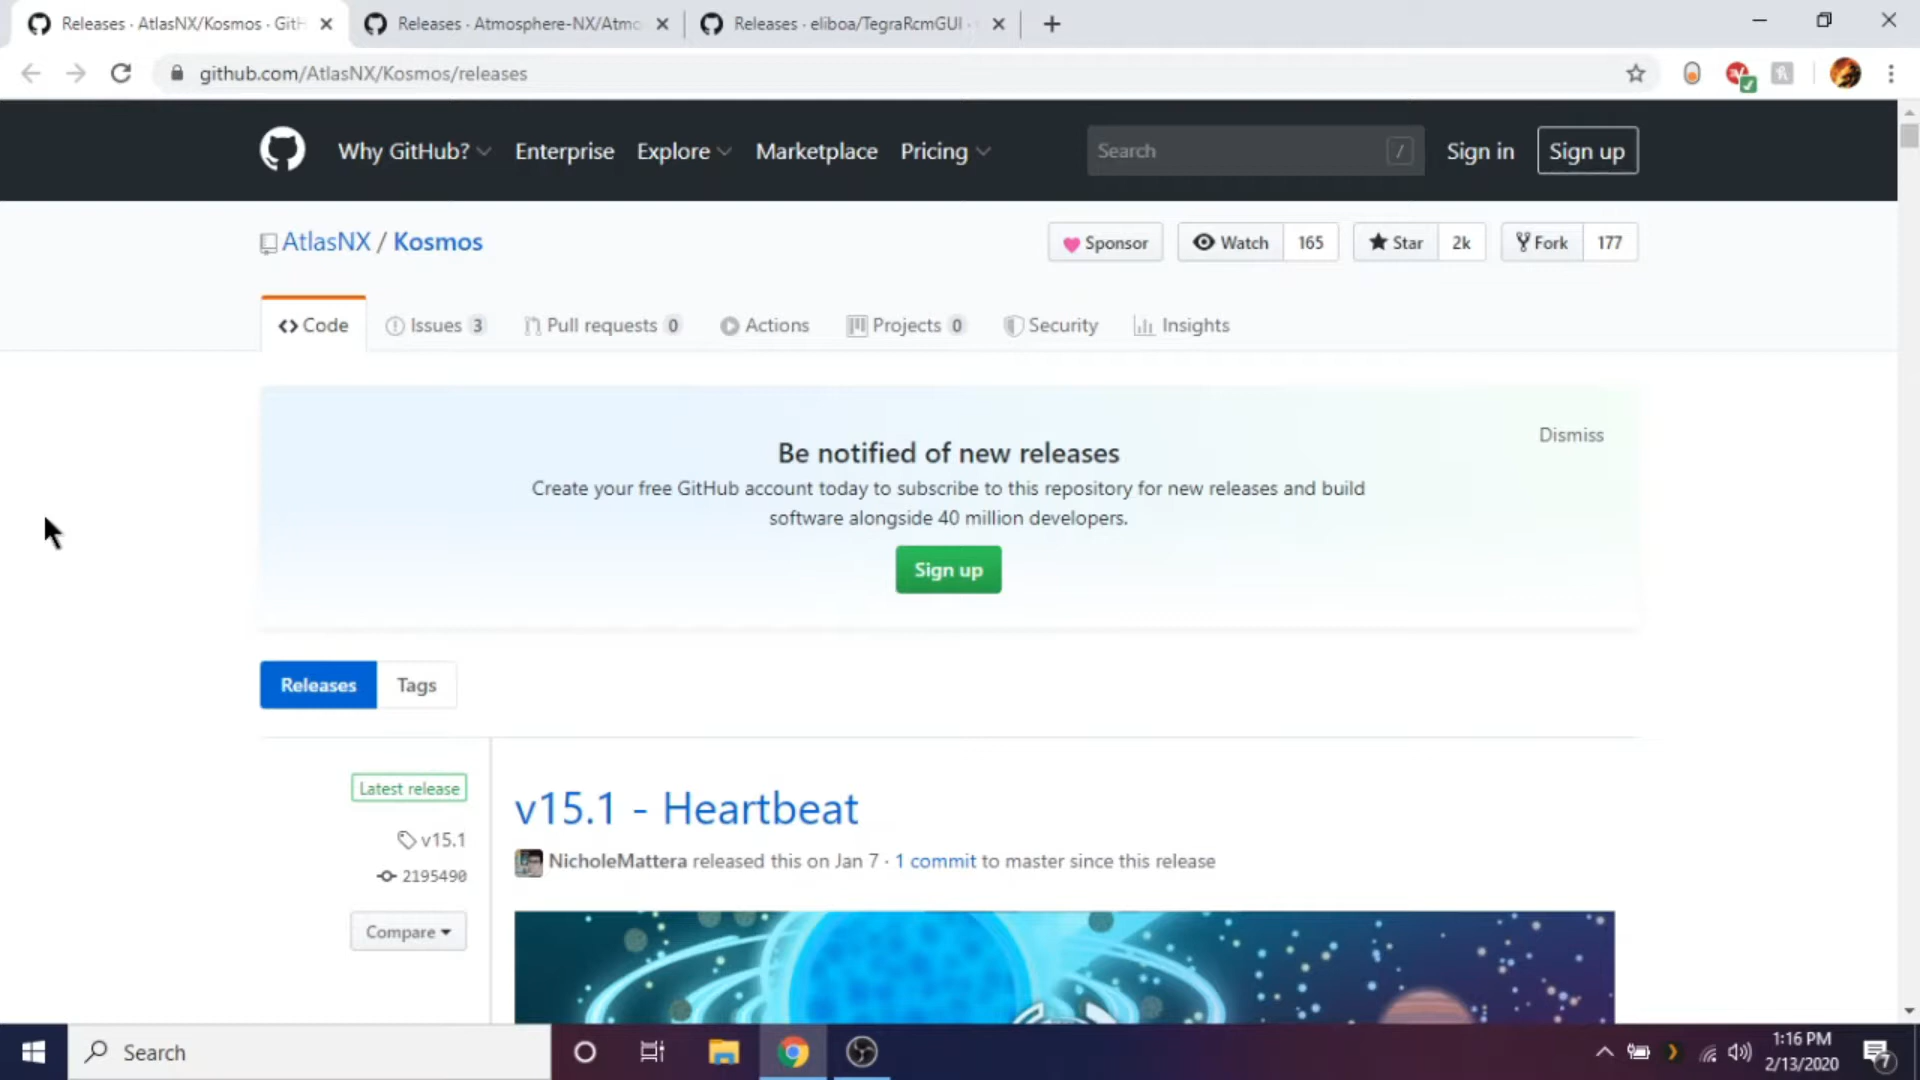 Releases · AtlasNX/Kosmos · GitH
Releases · Atmosphere-NX/Atmo
Releases · eliboa/TegraRcmGUI ·
github.com/AtlasNX/Kosmos/releases
Why GitHub? Enterprise Explore Marketplace Pricing Search / Sign in Sign up
AtlasNX / Kosmos
Sponsor Watch 165 Star 2k Fork 177
Code Issues 3 Pull requests 0 Actions Projects 0 Security Insights
Dismiss
Be notified of new releases
Create your free GitHub account today to subscribe to this repository for new releases and build
software alongside 40 million developers.
Sign up
Releases Tags
Latest release
v15.1
2195490
Compare
v15.1 - Heartbeat
NicholeMattera released this on Jan 7 · 1 commit to master since this release
Search
1:16 PM
2/13/2020
7